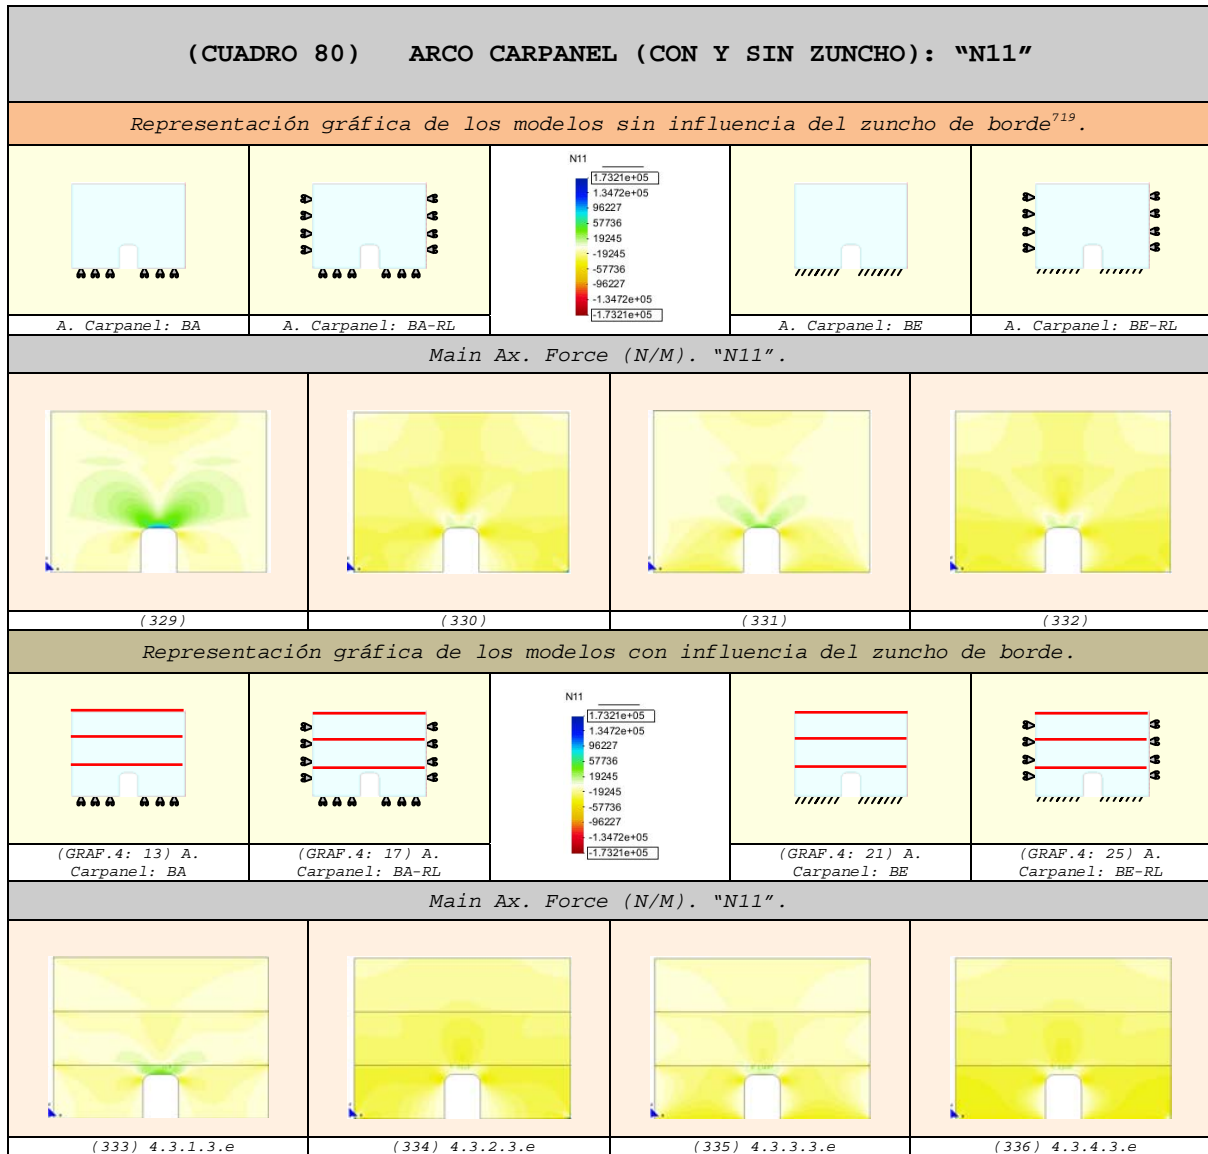 (CUADRO 80) ARCO CARPANEL (CON Y SIN ZUNCHO): “N11”
Representación gráfica de los modelos sin influencia del zuncho de borde719.
N11
1.7321e+05
1.3472e+05
96227
57736
19245
-19245
-57736
-96227
-1.3472e+05
-1.7321e+05
A. Carpanel: BA
A. Carpanel: BA-RL
A. Carpanel: BE
A. Carpanel: BE-RL
Main Ax. Force (N/M). “N11”.
(329)
(330)
(331)
(332)
Representación gráfica de los modelos con influencia del zuncho de borde.
N11
1.7321e+05
1.3472e+05
96227
57736
19245
-19245
-57736
-96227
-1.3472e+05
-1.7321e+05
(GRAF.4: 13) A.
Carpanel: BA
(GRAF.4: 17) A.
Carpanel: BA-RL
(GRAF.4: 21) A.
Carpanel: BE
(GRAF.4: 25) A.
Carpanel: BE-RL
Main Ax. Force (N/M). “N11”.
(333) 4.3.1.3.e
(334) 4.3.2.3.e
(335) 4.3.3.3.e
(336) 4.3.4.3.e